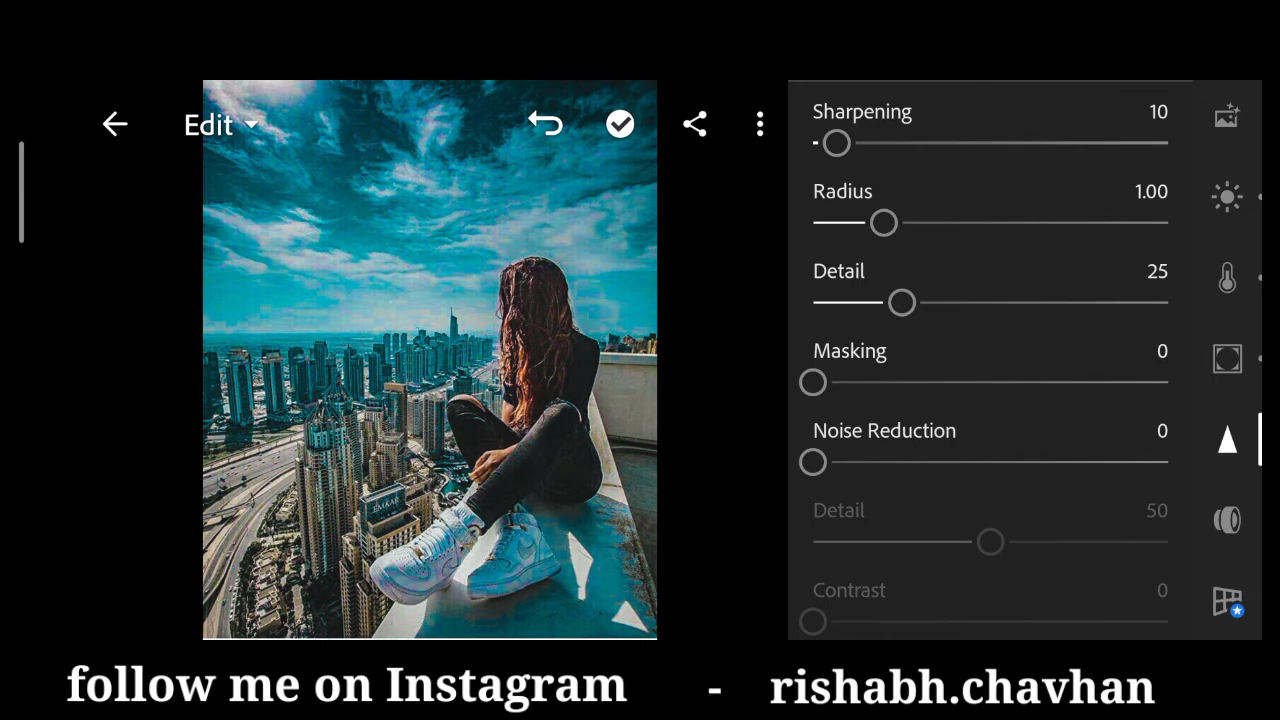 Edit
Sharpening 10
Radius 1.00
Detail 25
Masking 0
Noise Reduction 0
Detail 50
Contrast 0
EMAAR
follow me on Instagram - rishabh.chavhan